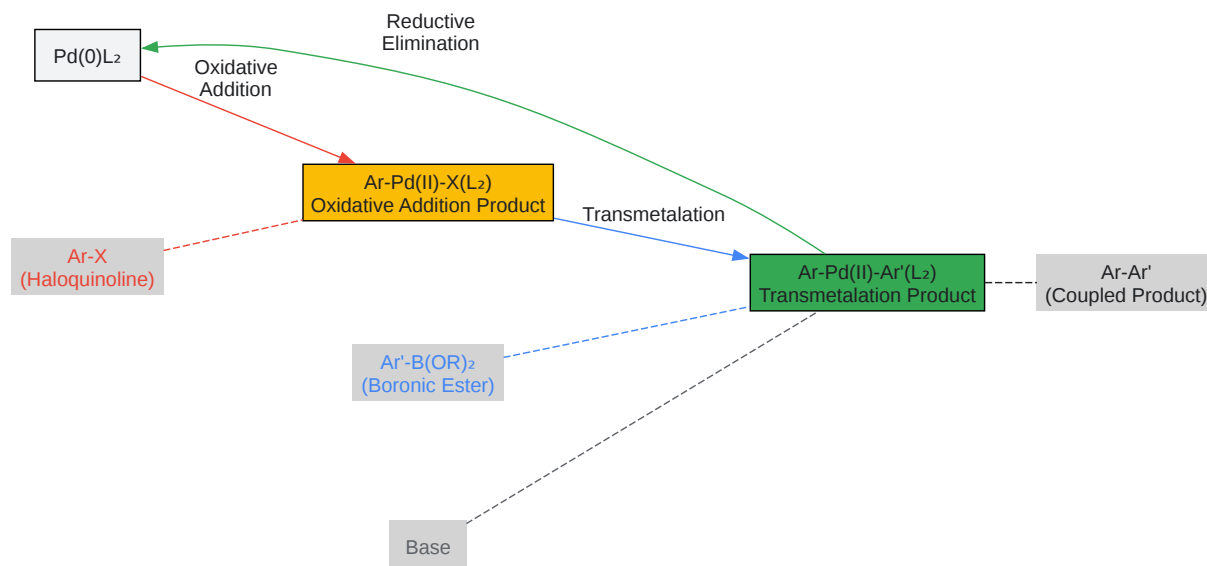 Reductive
Elimination
Pd(0)L₂
Oxidative
Addition
Ar-Pd(II)-X(L₂)
Oxidative Addition Product
Transmetalation
Ar-X
(Haloquinoline)
Ar-Pd(II)-Ar'(L₂)
Transmetalation Product
Ar-Ar'
(Coupled Product)
Ar'-B(OR)₂
(Boronic Ester)
Base